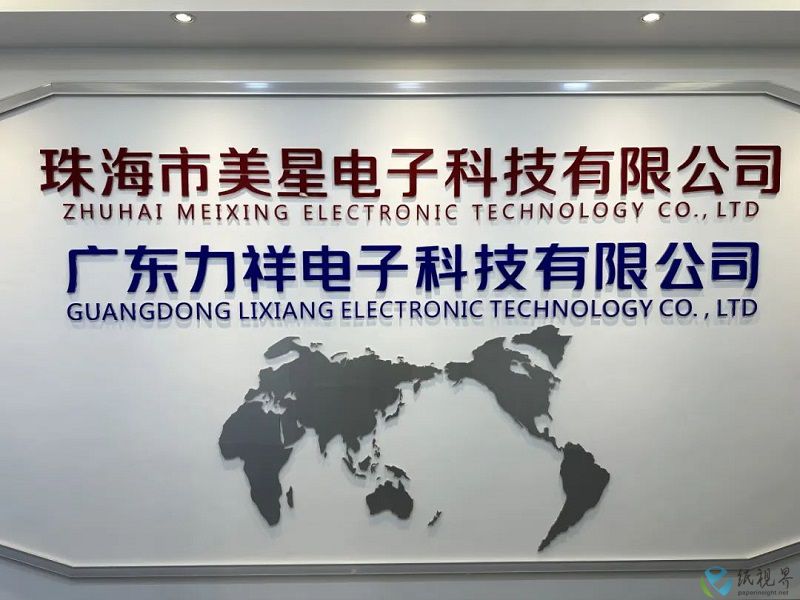 珠海市美星电子科技有限公司
ZHUHAI MEIXING ELECTRONIC TECHNOLOGY CO., LTD
广东力祥电子科技有限公司
GUANGDONG LIXIANG ELECTRONIC TECHNOLOGY CO. , LTD
纸视界
paperinsight.net